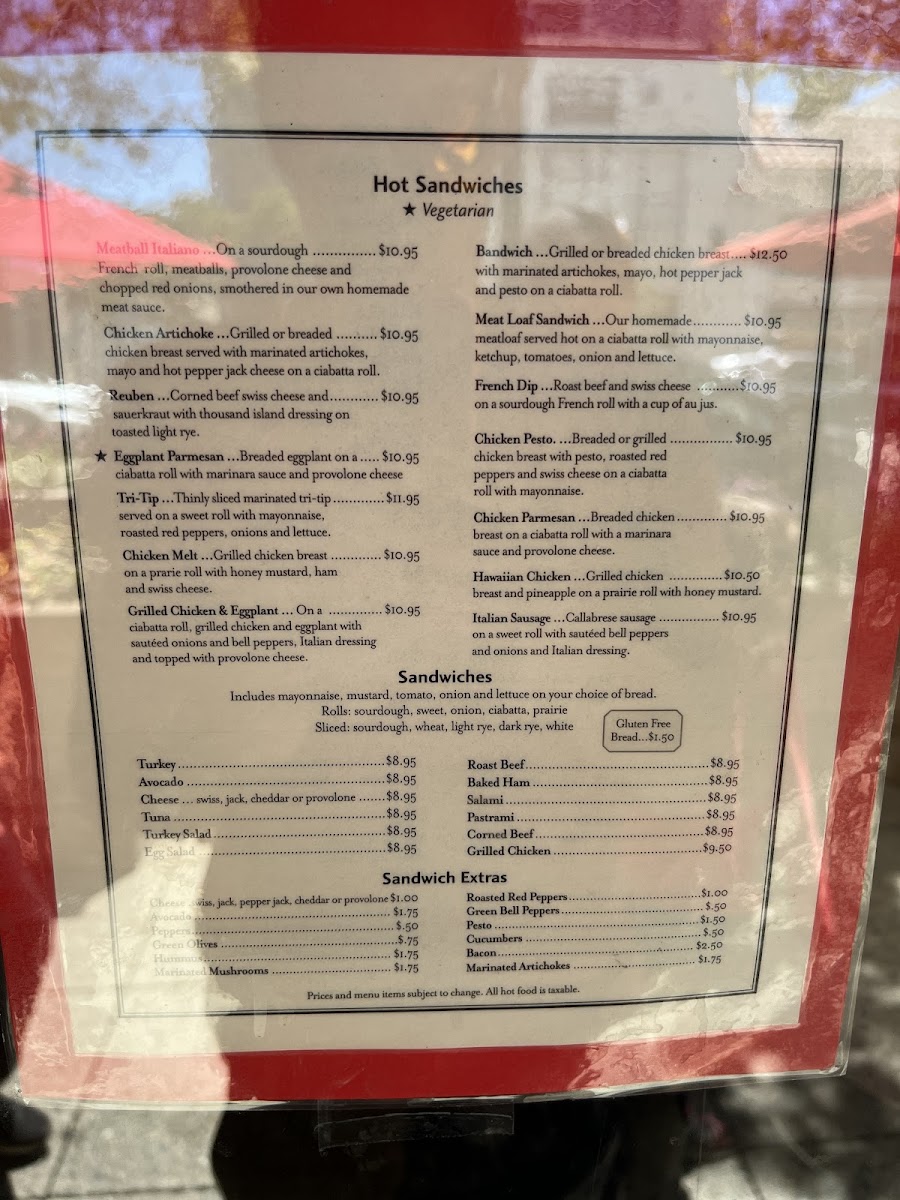 Hot Sandwiches
★ Vegetarian
Meatball Italiano ...On a sourdough ............... $10.95
French roll, meatballs, provolone cheese and
chopped red onions, smothered in our own homemade
meat sauce.
Chicken Artichoke ...Grilled or breaded .......... $10.95
chicken breast served with marinated artichokes,
mayo and hot pepper jack cheese on a ciabatta roll.
Reuben ...Corned beef swiss cheese and............ $10.95
sauerkraut with thousand island dressing on
toasted light rye.
★ Eggplant Parmesan ...Breaded eggplant on a ..... $10.95
ciabatta roll with marinara sauce and provolone cheese
Tri-Tip ...Thinly sliced marinated tri-tip............. $11.95
served on a sweet roll with mayonnaise,
roasted red peppers, onions and lettuce.
Chicken Melt ...Grilled chicken breast ............. $10.95
on a prarie roll with honey mustard, ham
and swiss cheese.
Grilled Chicken & Eggplant ... On a ............. $10.95
ciabatta roll, grilled chicken and eggplant with
sautéed onions and bell peppers, Italian dressing
and topped with provolone cheese.
Bandwich ...Grilled or breaded chicken breast.... $12.50
with marinated artichokes, mayo, hot pepper jack
and pesto on a ciabatta roll.
Meat Loaf Sandwich ...Our homemade............ $10.95
meatloaf served hot on a ciabatta roll with mayonnaise,
ketchup, tomatoes, onion and lettuce.
French Dip ...Roast beef and swiss cheese ...........$10.95
on a sourdough French roll with a cup of au jus.
Chicken Pesto. ...Breaded or grilled ............... $10.95
chicken breast with pesto, roasted red
peppers and swiss cheese on a ciabatta
roll with mayonnaise.
Chicken Parmesan ...Breaded chicken ............. $10.95
breast on a ciabatta roll with a marinara
sauce and provolone cheese.
Hawaiian Chicken ...Grilled chicken ............. $10.50
breast and pineapple on a prairie roll with honey mustard.
Italian Sausage ...Callabrese sausage ................ $10.95
on a sweet roll with sautéed bell peppers
and onions and Italian dressing.
Sandwiches
Includes mayonnaise, mustard, tomato, onion and lettuce on your choice of bread.
Rolls: sourdough, sweet, onion, ciabatta, prairie
Sliced: sourdough, wheat, light rye, dark rye, white
Gluten Free
Bread...$1.50
Turkey....................................................$8.95
Avocado ..................................................$8.95
Cheese ... swiss, jack, cheddar or provolone .......$8.95
Tuna ......................................................$8.95
Turkey Salad.............................................$8.95
Egg Salad ................................................$8.95
Roast Beef................................................$8.95
Baked Ham ..............................................$8.95
Salami.....................................................$8.95
Pastrami ..................................................$8.95
Corned Beef..............................................$8.95
Grilled Chicken .........................................$9.50
Sandwich Extras
Cheese swiss, jack, pepper jack, cheddar or provolone $1.00
Avocado .................................................. $1.75
Peppers.................................................... $.50
Green Olives ..............................................$.75
Hummus................................................... $1.75
Marinated Mushrooms ................................. $1.75
Roasted Red Peppers....................................$1.00
Green Bell Peppers...................................... $.50
Pesto ......................................................$1.50
Cucumbers ............................................... $.50
Bacon...................................................... $2.50
Marinated Artichokes .................................. $1.75
Prices and menu items subject to change. All hot food is taxable.